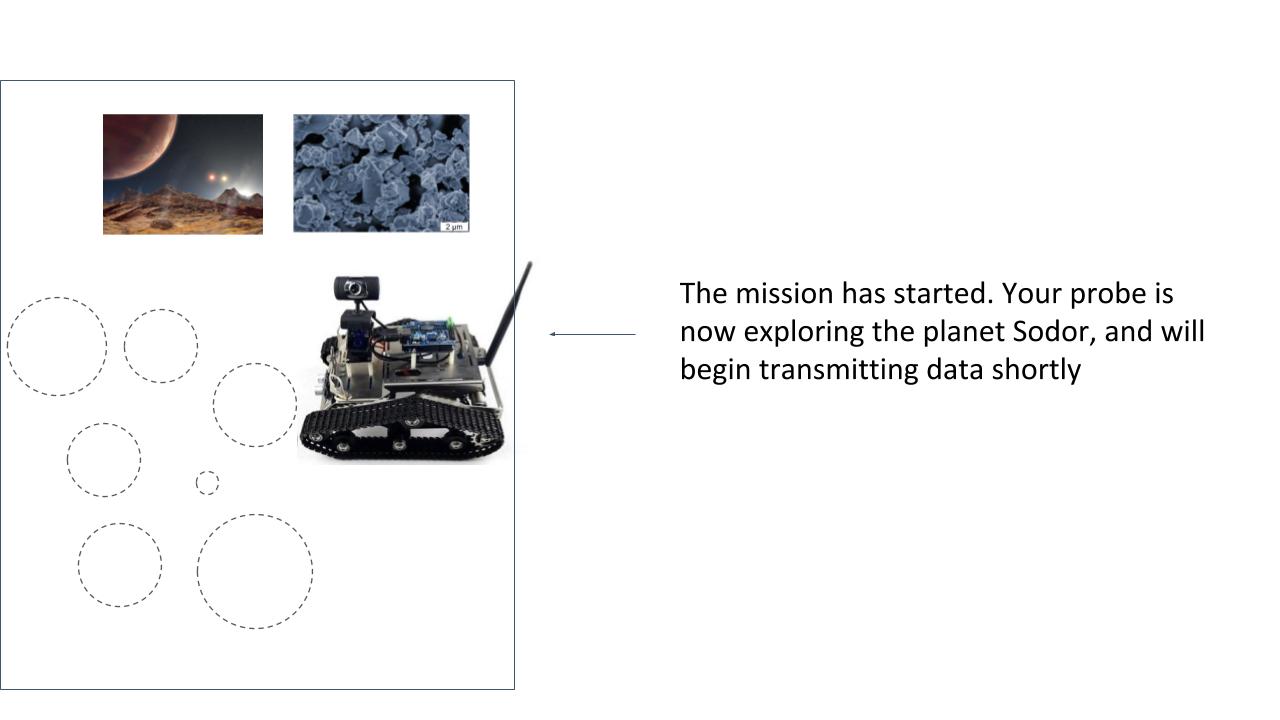 2 µm
The mission has started. Your probe is
now exploring the planet Sodor, and will
begin transmitting data shortly